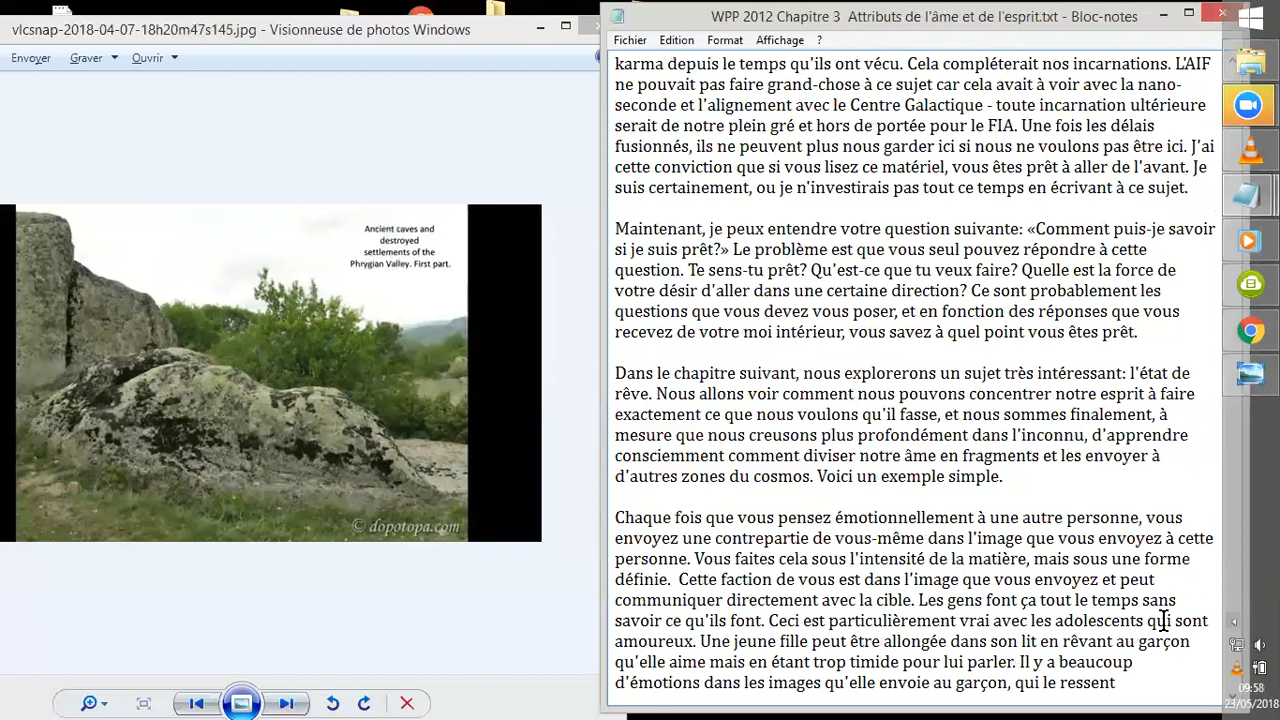 vlcsnap-2018-04-07-18h20m47s145.jpg - Visionneuse de photos Windows
Envoyer Graver Ouvrir
Ancient caves and
destroyed
settlements of the
Phrygian Valley. First part.
© dopotopa.com
WPP 2012 Chapitre 3 Attributs de l'âme et de l'esprit.txt - Bloc-notes
Fichier Edition Format Affichage ?
karma depuis le temps qu'ils ont vécu. Cela compléterait nos incarnations. L'AIF
ne pouvait pas faire grand-chose à ce sujet car cela avait à voir avec la nano-
seconde et l'alignement avec le Centre Galactique - toute incarnation ultérieure
serait de notre plein gré et hors de portée pour le FIA. Une fois les délais
fusionnés, ils ne peuvent plus nous garder ici si nous ne voulons pas être ici. J'ai
cette conviction que si vous lisez ce matériel, vous êtes prêt à aller de l'avant. Je
suis certainement, ou je n'investirais pas tout ce temps en écrivant à ce sujet.
Maintenant, je peux entendre votre question suivante: «Comment puis-je savoir
si je suis prêt?» Le problème est que vous seul pouvez répondre à cette
question. Te sens-tu prêt? Qu'est-ce que tu veux faire? Quelle est la force de
votre désir d'aller dans une certaine direction? Ce sont probablement les
questions que vous devez vous poser, et en fonction des réponses que vous
recevez de votre moi intérieur, vous savez à quel point vous êtes prêt.
Dans le chapitre suivant, nous explorerons un sujet très intéressant: l'état de
rêve. Nous allons voir comment nous pouvons concentrer notre esprit à faire
exactement ce que nous voulons qu'il fasse, et nous sommes finalement, à
mesure que nous creusons plus profondément dans l'inconnu, d'apprendre
consciemment comment diviser notre âme en fragments et les envoyer à
d'autres zones du cosmos. Voici un exemple simple.
Chaque fois que vous pensez émotionnellement à une autre personne, vous
envoyez une contrepartie de vous-même dans l'image que vous envoyez à cette
personne. Vous faites cela sous l'intensité de la matière, mais sous une forme
définie. Cette faction de vous est dans l'image que vous envoyez et peut
communiquer directement avec la cible. Les gens font ça tout le temps sans
savoir ce qu'ils font. Ceci est particulièrement vrai avec les adolescents qui sont
amoureux. Une jeune fille peut être allongée dans son lit en rêvant au garçon
qu'elle aime mais en étant trop timide pour lui parler. Il y a beaucoup
d'émotions dans les images qu'elle envoie au garçon, qui le ressent
09:58
23/05/2018